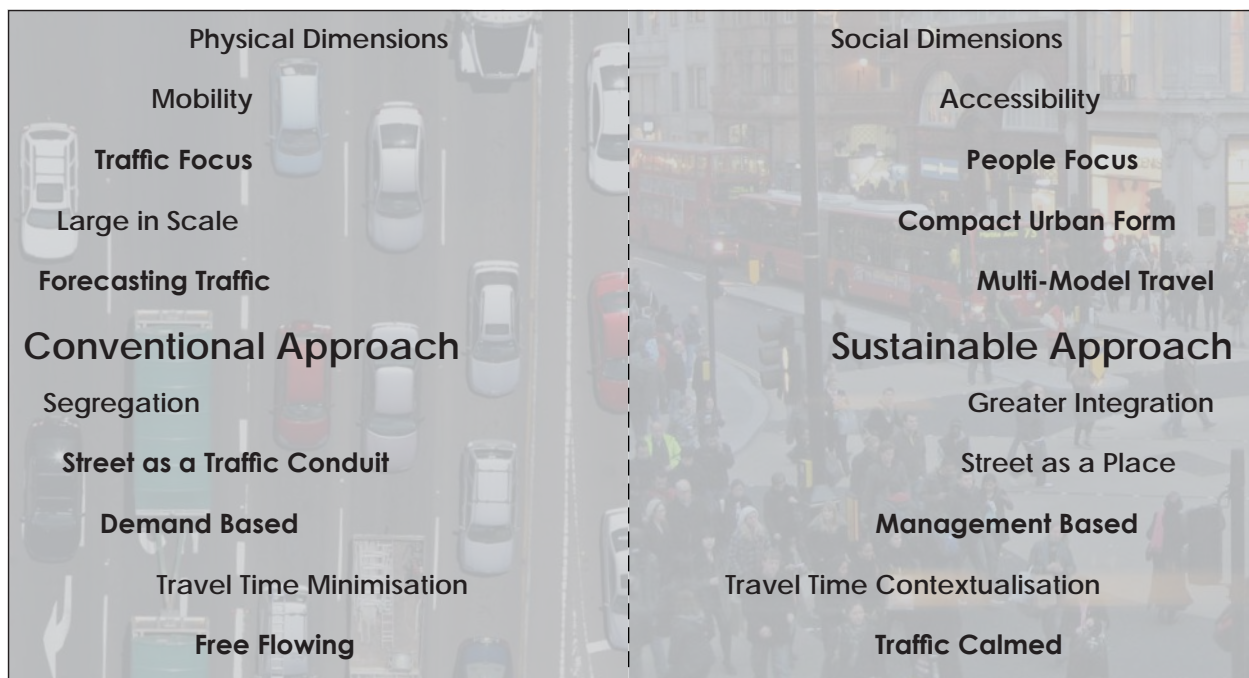 Physical Dimensions
Mobility
Traffic Focus
Large in Scale
Forecasting Traffic
Conventional Approach
Segregation
Street as a Traffic Conduit
Demand Based
Travel Time Minimisation
Free Flowing
Social Dimensions
Accessibility
People Focus
Compact Urban Form
Multi-Model Travel
Sustainable Approach
Greater Integration
Street as a Place
Management Based
Travel Time Contextualisation
Traffic Calmed